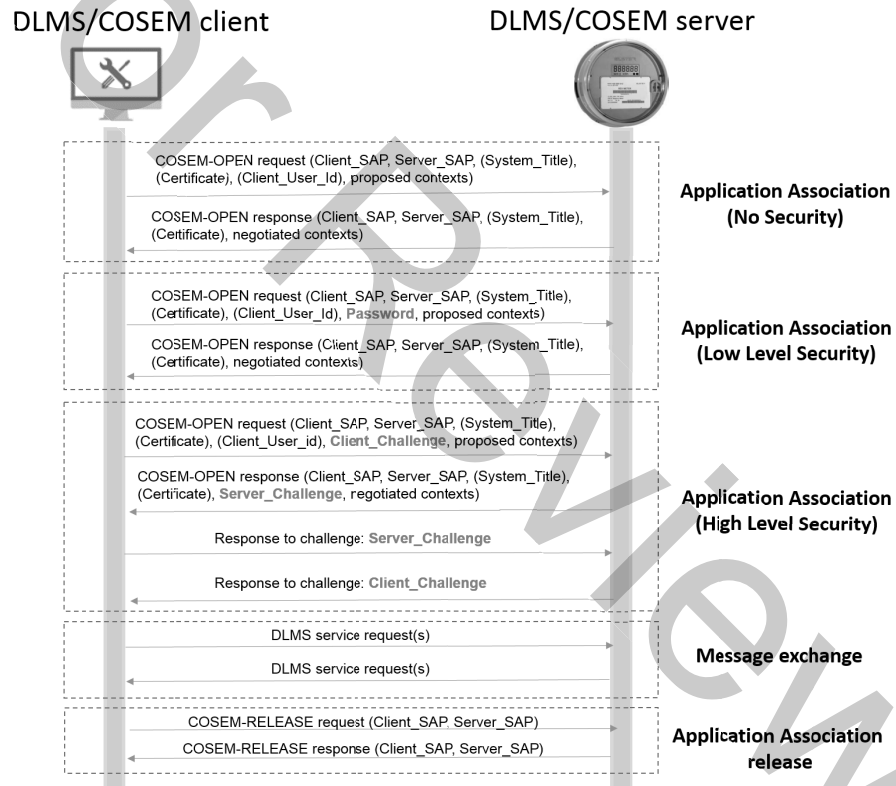 DLMS/COSEM client
DLMS/COSEM server
COSEM-OPEN request (Client_SAP, Server_SAP, (System_Title),
(Certificate), (Client_User_Id), proposed contexts)
COSEM-OPEN response (Client_SAP, Server_SAP, (System_Title),
(Certificate), negotiated contexts)
Application Association
(No Security)
COSEM-OPEN request (Client_SAP, Server_SAP, (System_Title),
(Certificate), (Client_User_Id), Password, proposed contexts)
COSEM-OPEN response (Client_SAP, Server_SAP, (System_Title),
(Certificate), negotiated contexts)
Application Association
(Low Level Security)
COSEM-OPEN request (Client_SAP, Server_SAP, (System_Title),
(Certificate), (Client_User_id), Client_Challenge, proposed contexts)
COSEM-OPEN response (Client_SAP, Server_SAP, (System_Title),
(Certificate), Server_Challenge, negotiated contexts)
Response to challenge: Server_Challenge
Response to challenge: Client_Challenge
Application Association
(High Level Security)
DLMS service request(s)
DLMS service request(s)
Message exchange
COSEM-RELEASE request (Client_SAP, Server_SAP)
COSEM-RELEASE response (Client_SAP, Server_SAP)
Application Association
release
or Review